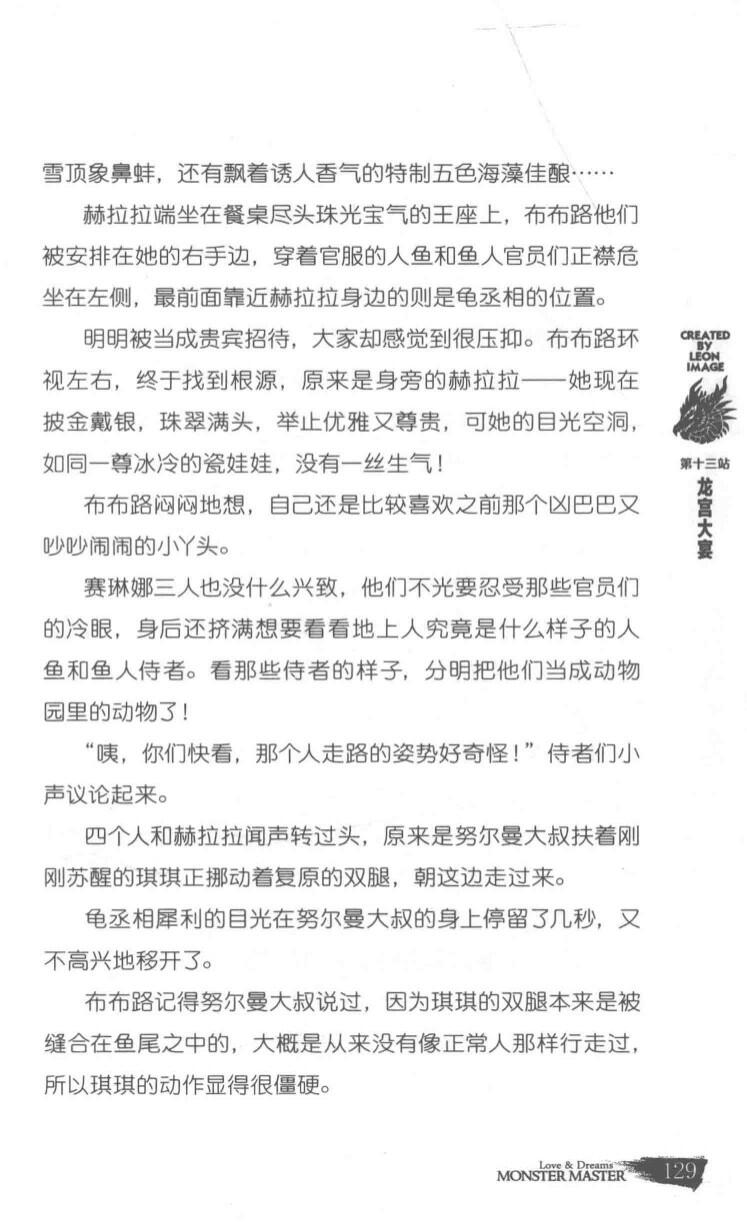 雪顶象鼻蚌，还有飘着诱人香气的特制五色海藻佳酿……
赫拉拉端坐在餐桌尽头珠光宝气的王座上，布布路他们
被安排在她的右手边，穿着官服的人鱼和鱼人官员们正襟危
坐在左侧，最前面靠近赫拉拉身边的则是龟丞相的位置。
明明被当成贵宾招待，大家却感觉到很压抑。布布路环
视左右，终于找到根源，原来是身旁的赫拉拉——她现在
披金戴银，珠翠满头，举止优雅又尊贵，可她的目光空洞，
如同一尊冰冷的瓷娃娃，没有一丝生气！
布布路闷闷地想，自己还是比较喜欢之前那个凶巴巴又
吵吵闹闹的小丫头。
赛琳娜三人也没什么兴致，他们不光要忍受那些官员们
的冷眼，身后还挤满想要看看地上人究竟是什么样子的人
鱼和鱼人侍者。看那些侍者的样子，分明把他们当成动物
园里的动物了！
“咦，你们快看，那个人走路的姿势好奇怪！”侍者们小
声议论起来。
四个人和赫拉拉闻声转过头，原来是努尔曼大叔扶着刚
刚苏醒的琪琪正挪动着复原的双腿，朝这边走过来。
龟丞相犀利的目光在努尔曼大叔的身上停留了几秒，又
不高兴地移开了。
布布路记得努尔曼大叔说过，因为琪琪的双腿本来是被
缝合在鱼尾之中的，大概是从来没有像正常人那样行走过，
所以琪琪的动作显得很僵硬。
CREATED
BY
LEON
IMAGE
第十三站
龙宫大宴
Love & Dreams
MONSTER MASTER
129